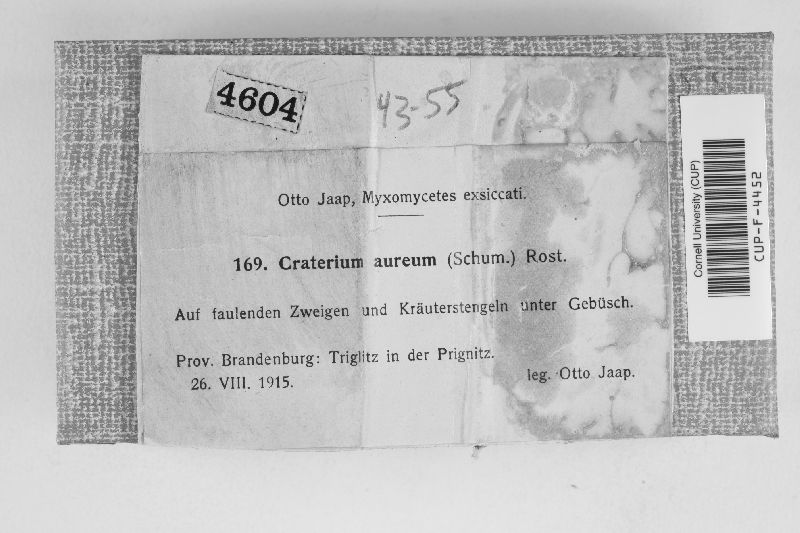 4604
43-55
Otto Jaap, Myxomycetes exsiccati.
169. Craterium aureum (Schum.) Rost.
Auf faulenden Zweigen und Kräuterstengeln unter Gebüsch.
Prov. Brandenburg: Triglitz in der Prignitz.
26. VIII. 1915.
leg. Otto Jaap.
Cornell University (CUP)
CUP-F-4452